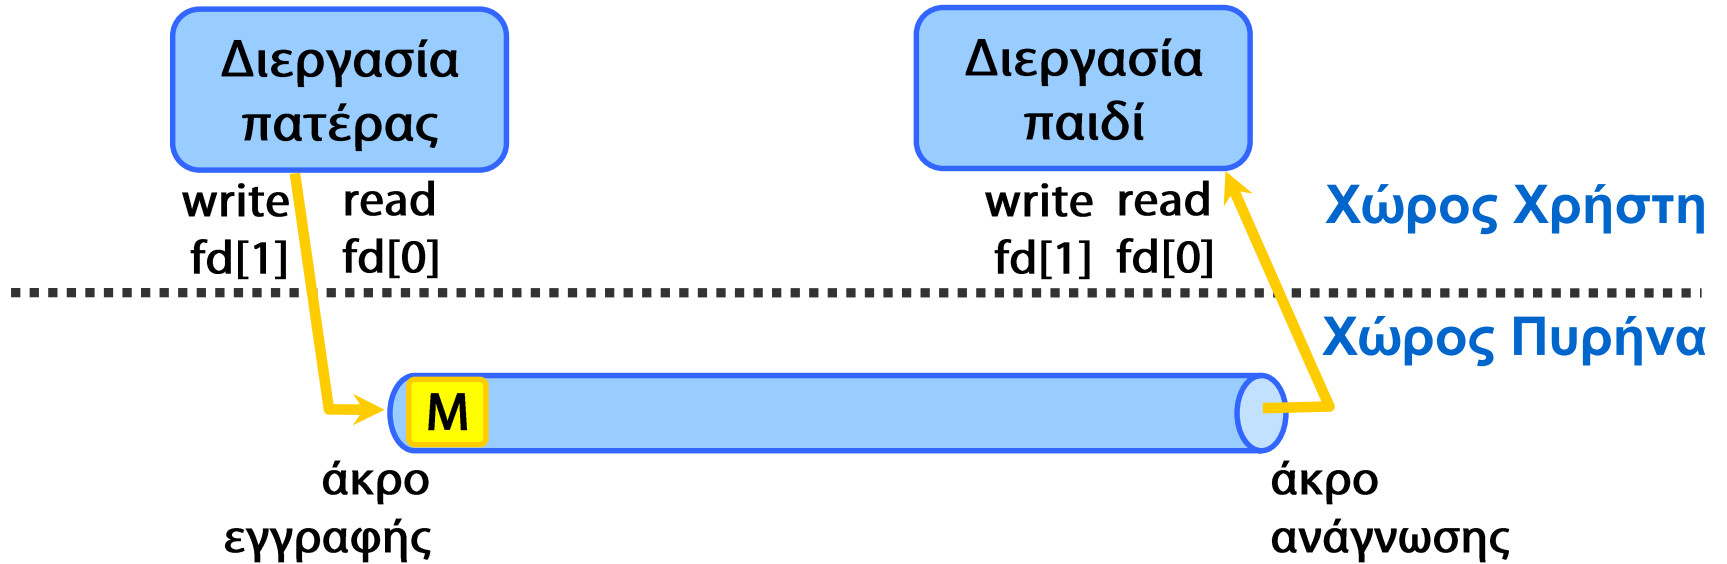 Διεργασία
πατέρας
Διεργασία
παιδί
write read
fd[1] fd[0]
write read
fd[1] fd[0]
Χώρος Χρήστη
Χώρος Πυρήνα
M
άκρο
εγγραφής
άκρο
ανάγνωσης